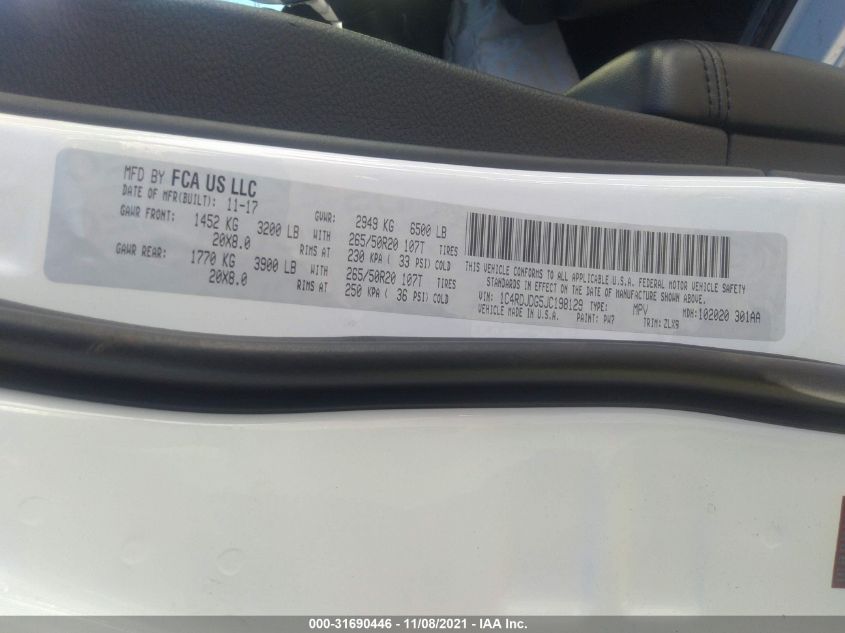 MFD BY FCA US LLC
DATE OF MFR(BUILT): 11-17
GAWR FRONT: 1452 KG 3200 LB WITH 265/50R20 107T TIRES
20X8.0 RIMS AT 230 KPA ( 33 PSI) COLD
GAWR REAR: 1770 KG 3900 LB WITH 265/50R20 107T TIRES
20X8.0 RIMS AT 250 KPA ( 36 PSI) COLD
GVWR: 2949 KG 6500 LB
THIS VEHICLE CONFORMS TO ALL APPLICABLE U.S.A. FEDERAL MOTOR VEHICLE SAFETY
STANDARDS IN EFFECT ON THE DATE OF MANUFACTURE SHOWN ABOVE.
VIN: 1C4RDJDG5JC198129 TYPE: MPV MDH: 102020 301AA
VEHICLE MADE IN U.S.A. PAINT: PW7 TRIM: ZLX9
000-31690446 - 11/08/2021 - IAA Inc.